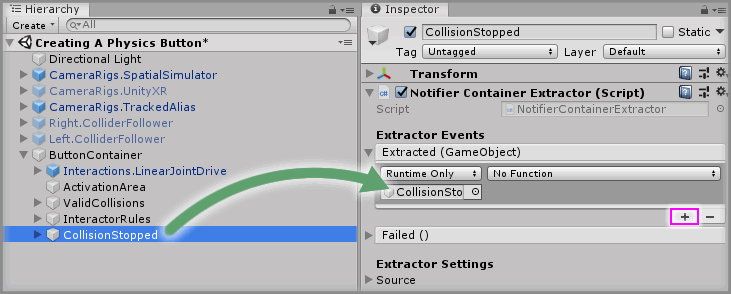 Hierarchy
Create
All
Creating A Physics Button*
Directional Light
CameraRigs.SpatialSimulator
CameraRigs.UnityXR
CameraRigs.TrackedAlias
Right.ColliderFollower
Left.ColliderFollower
ButtonContainer
Interactions.LinearJointDrive
ActivationArea
ValidCollisions
InteractorRules
CollisionStopped
Inspector
CollisionStopped
Static
Tag Untagged Layer Default
Transform
Notifier Container Extractor (Script)
Script NotifierContainerExtractor
Extractor Events
Extracted (GameObject)
Runtime Only No Function
CollisionSto
+ −
Failed ()
Extractor Settings
Source